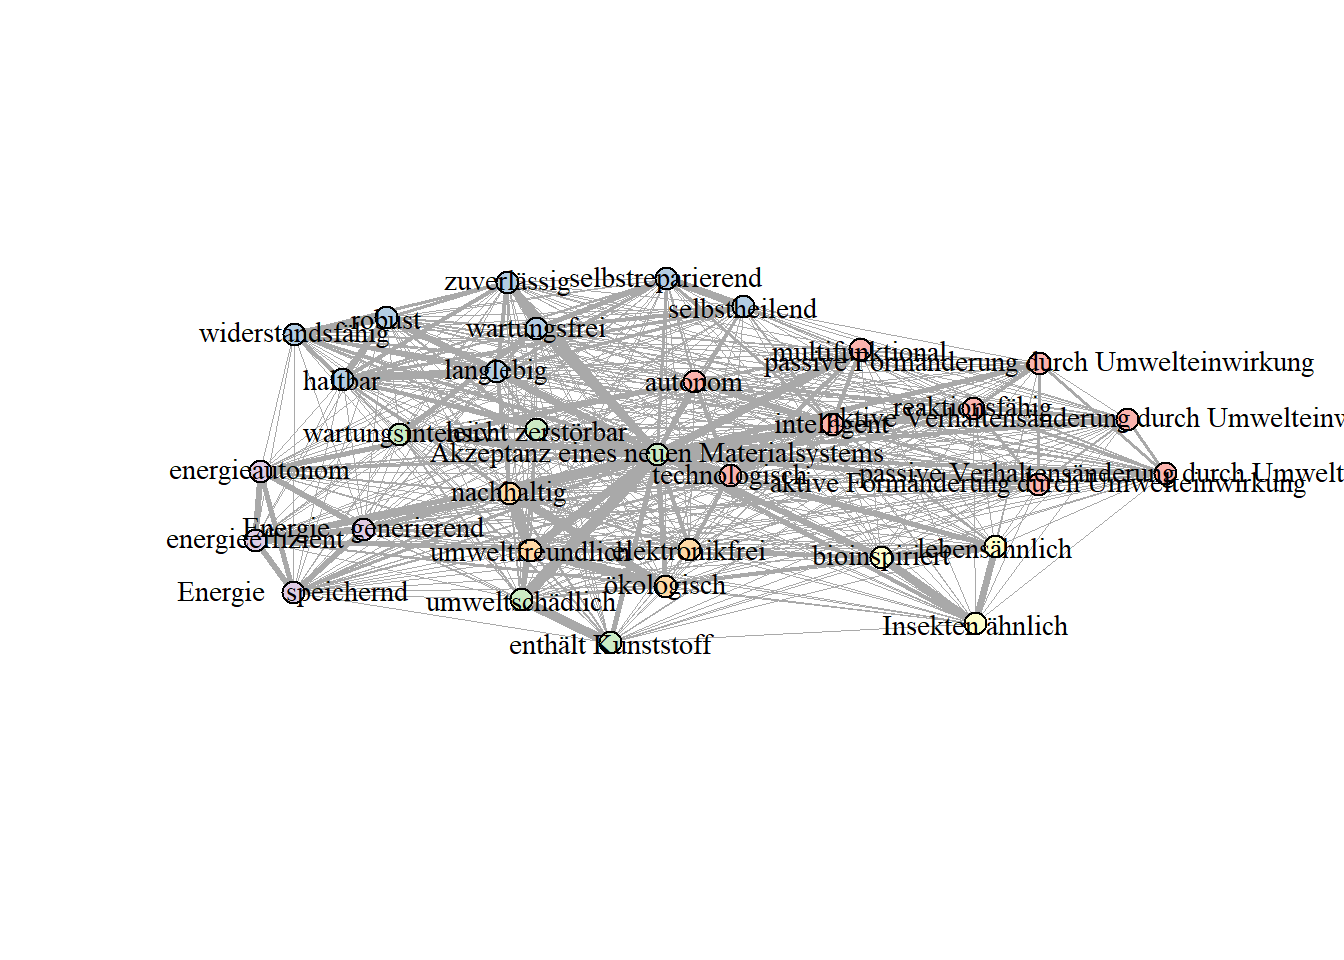 zuverlässig
selbstreparierend
selbstheilend
robust
widerstandsfähig
wartungsfrei
multifunktional
passive Formänderung durch Umwelteinwirkung
langlebig
haltbar
autonom
reaktionsfähig
aktive Verhaltensänderung durch Umwelteinw
intelligent
wartungsintensiv
leicht zerstörbar
Akzeptanz eines neuen Materialsystems
energieautonom
technologisch
passive Verhaltensänderung durch Umwelt
aktive Formänderung durch Umwelteinwirkung
nachhaltig
Energie generierend
energieeffizient
umweltfreundlich
elektronikfrei
bioinspiriert
lebensähnlich
ökologisch
Energie speichernd
umweltschädlich
Insekten ähnlich
enthält Kunststoff